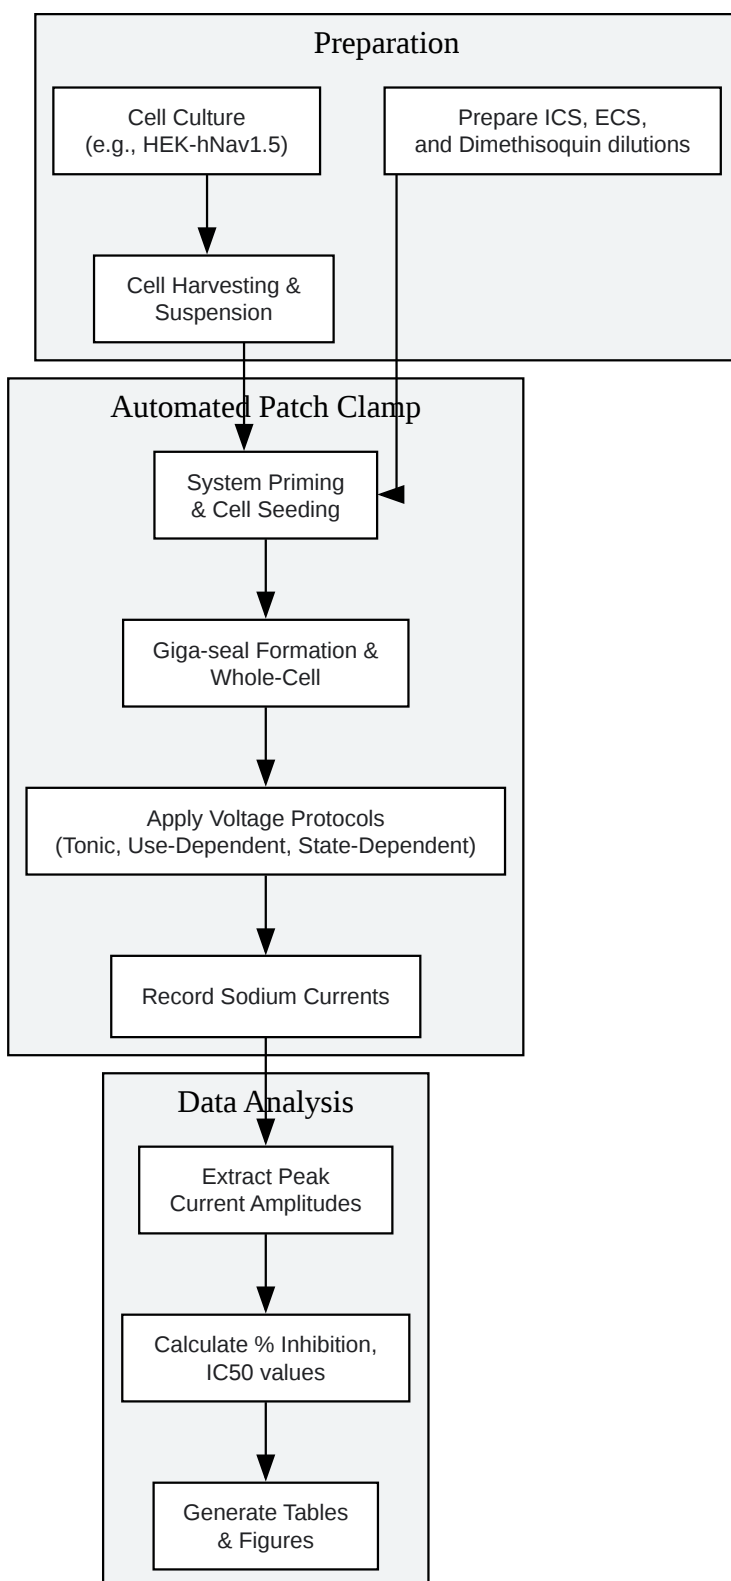 Preparation
Cell Culture
(e.g., HEK-hNav1.5)
Prepare ICS, ECS,
and Dimethisoquin dilutions
Cell Harvesting &
Suspension
Automated Patch Clamp
System Priming
& Cell Seeding
Giga-seal Formation &
Whole-Cell
Apply Voltage Protocols
(Tonic, Use-Dependent, State-Dependent)
Record Sodium Currents
Data Analysis
Extract Peak
Current Amplitudes
Calculate % Inhibition,
IC50 values
Generate Tables
& Figures